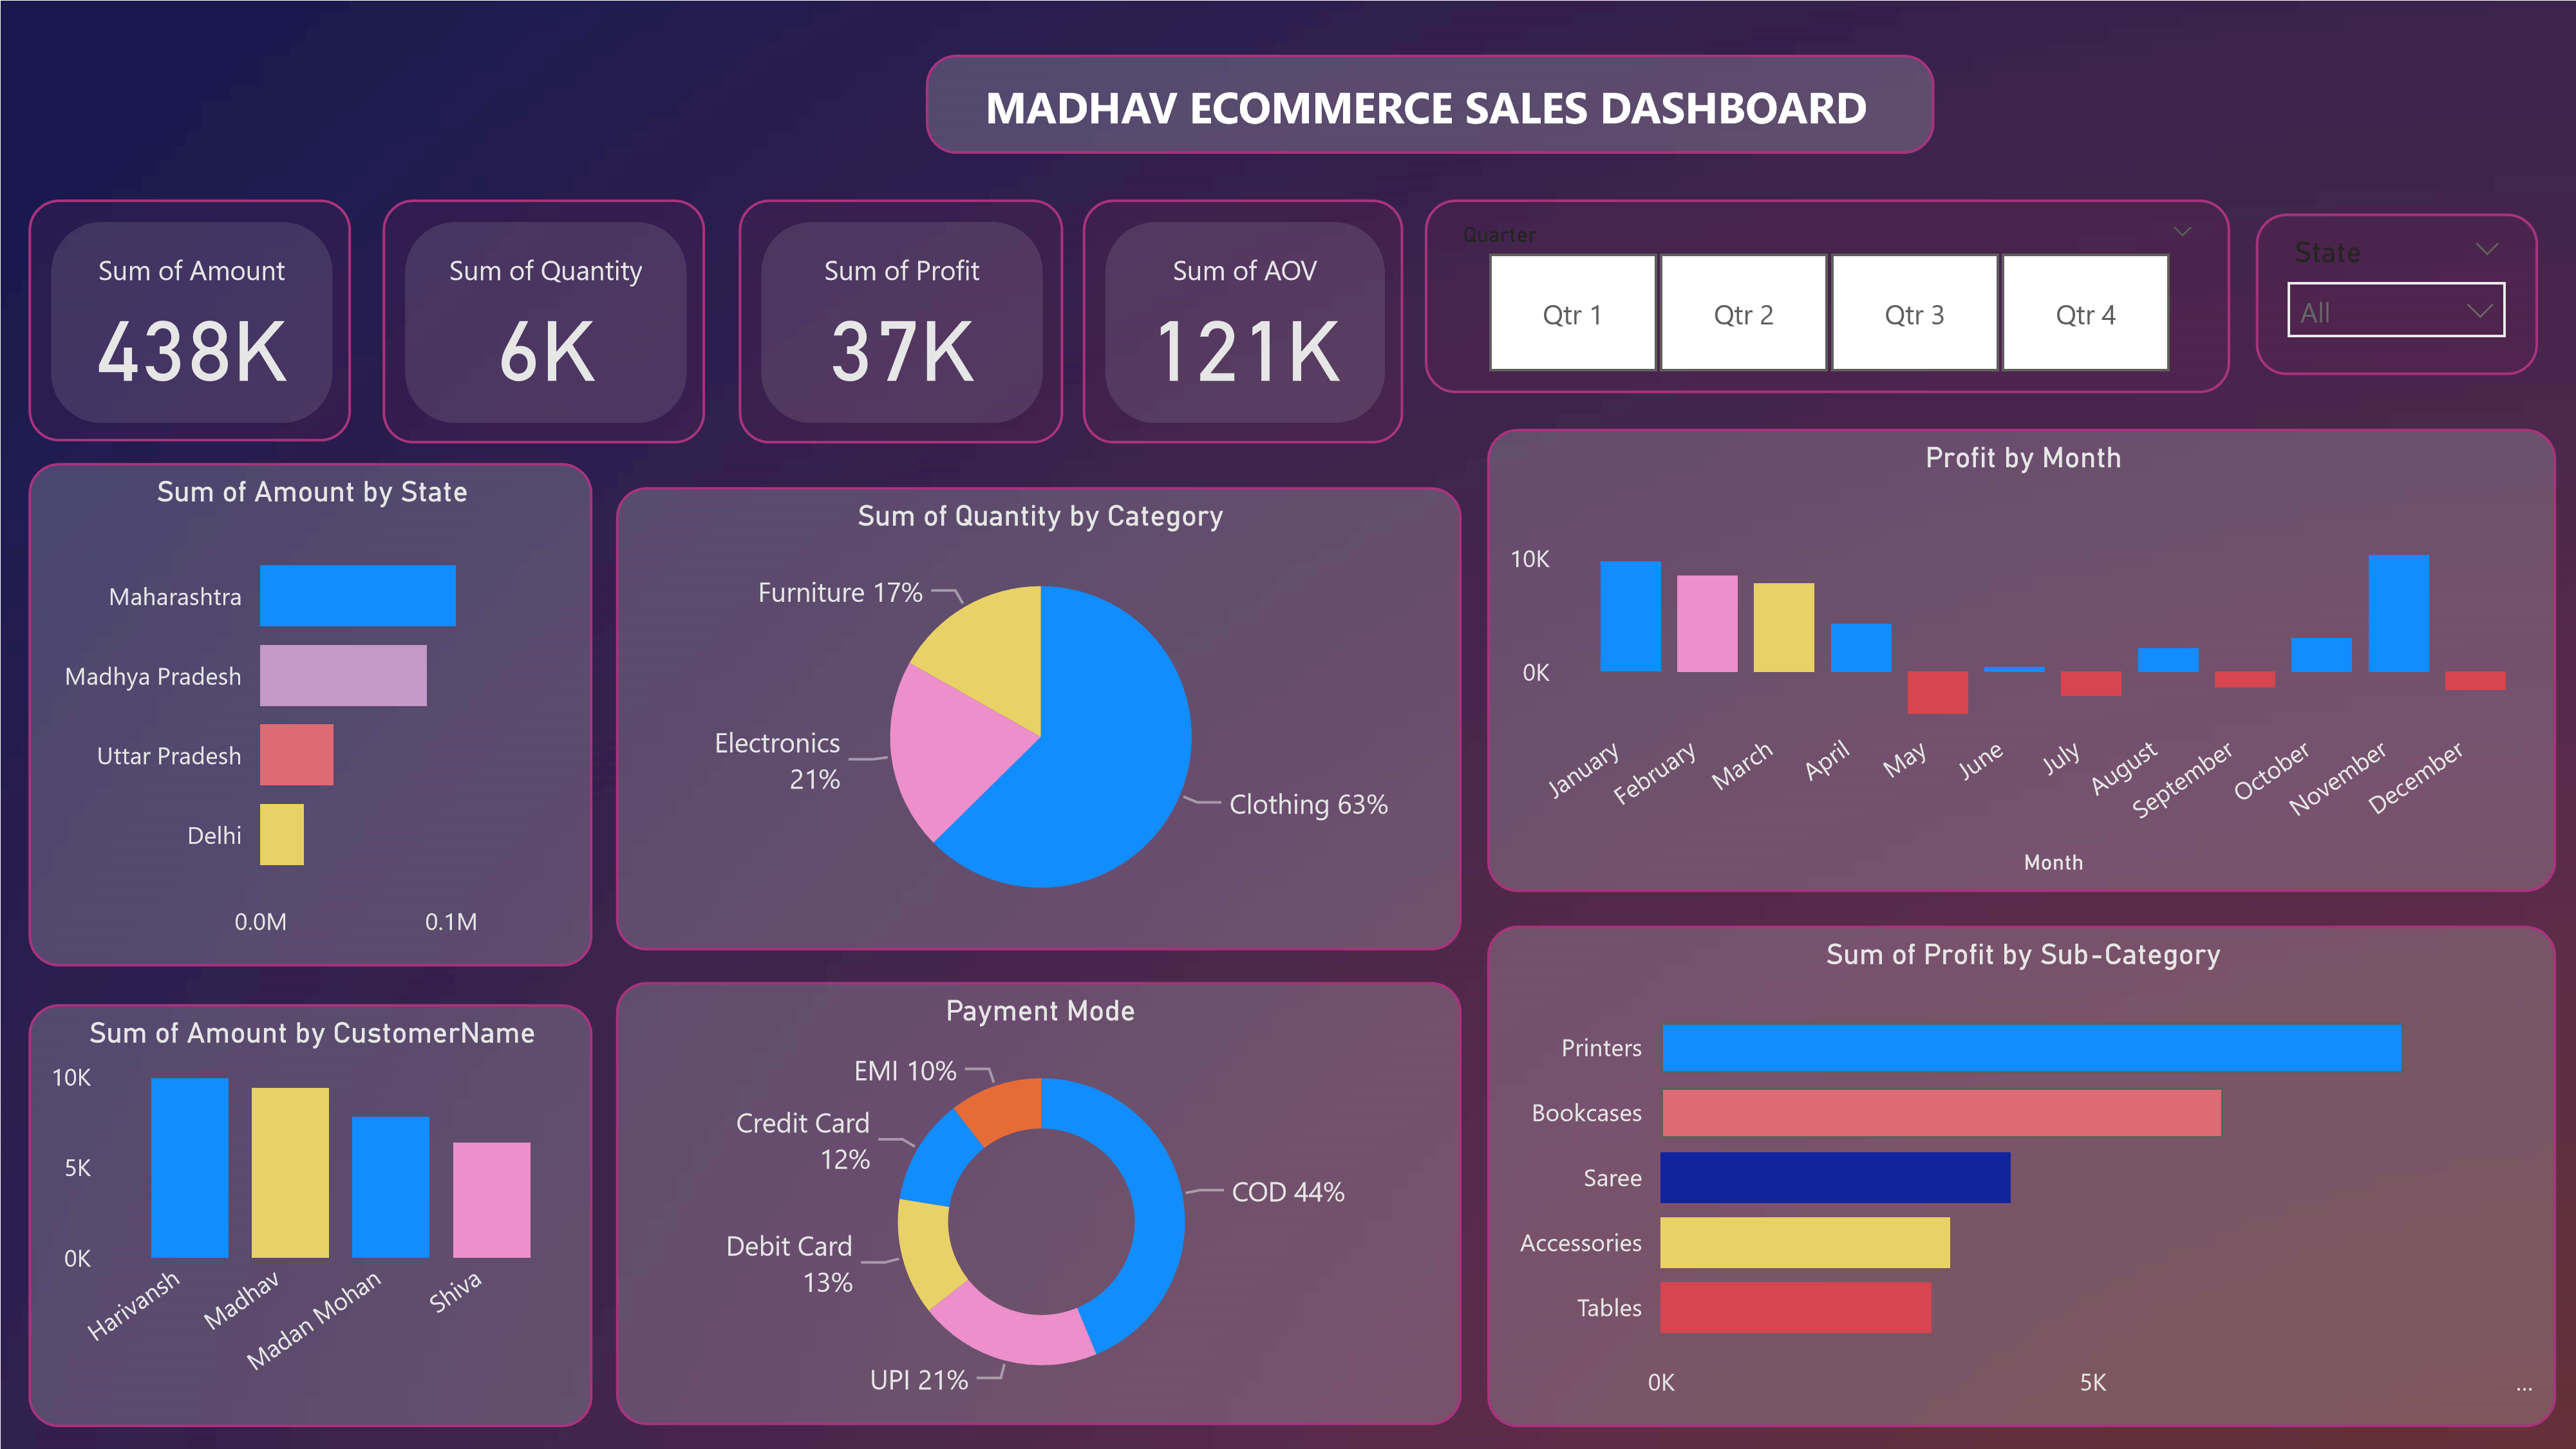 MADHAV ECOMMERCE SALES DASHBOARD
Sum of Amount
438K
Sum of Quantity
6K
Sum of Profit
37K
Sum of AOV
121K
Quarter
Qtr 1
Qtr 2
Qtr 3
Qtr 4
State
All
Sum of Amount by State
Maharashtra
Madhya Pradesh
Uttar Pradesh
Delhi
0.0M
0.1M
Sum of Quantity by Category
Furniture 17%
Electronics
21%
Clothing 63%
Profit by Month
10K
0K
January
February
March
April
May
June
July
August
September
October
November
December
Month
Sum of Amount by CustomerName
10K
5K
0K
Harivansh
Madhav
Madan Mohan
Shiva
Payment Mode
EMI 10%
Credit Card
12%
Debit Card
13%
UPI 21%
COD 44%
Sum of Profit by Sub-Category
Printers
Bookcases
Saree
Accessories
Tables
0K
5K
...